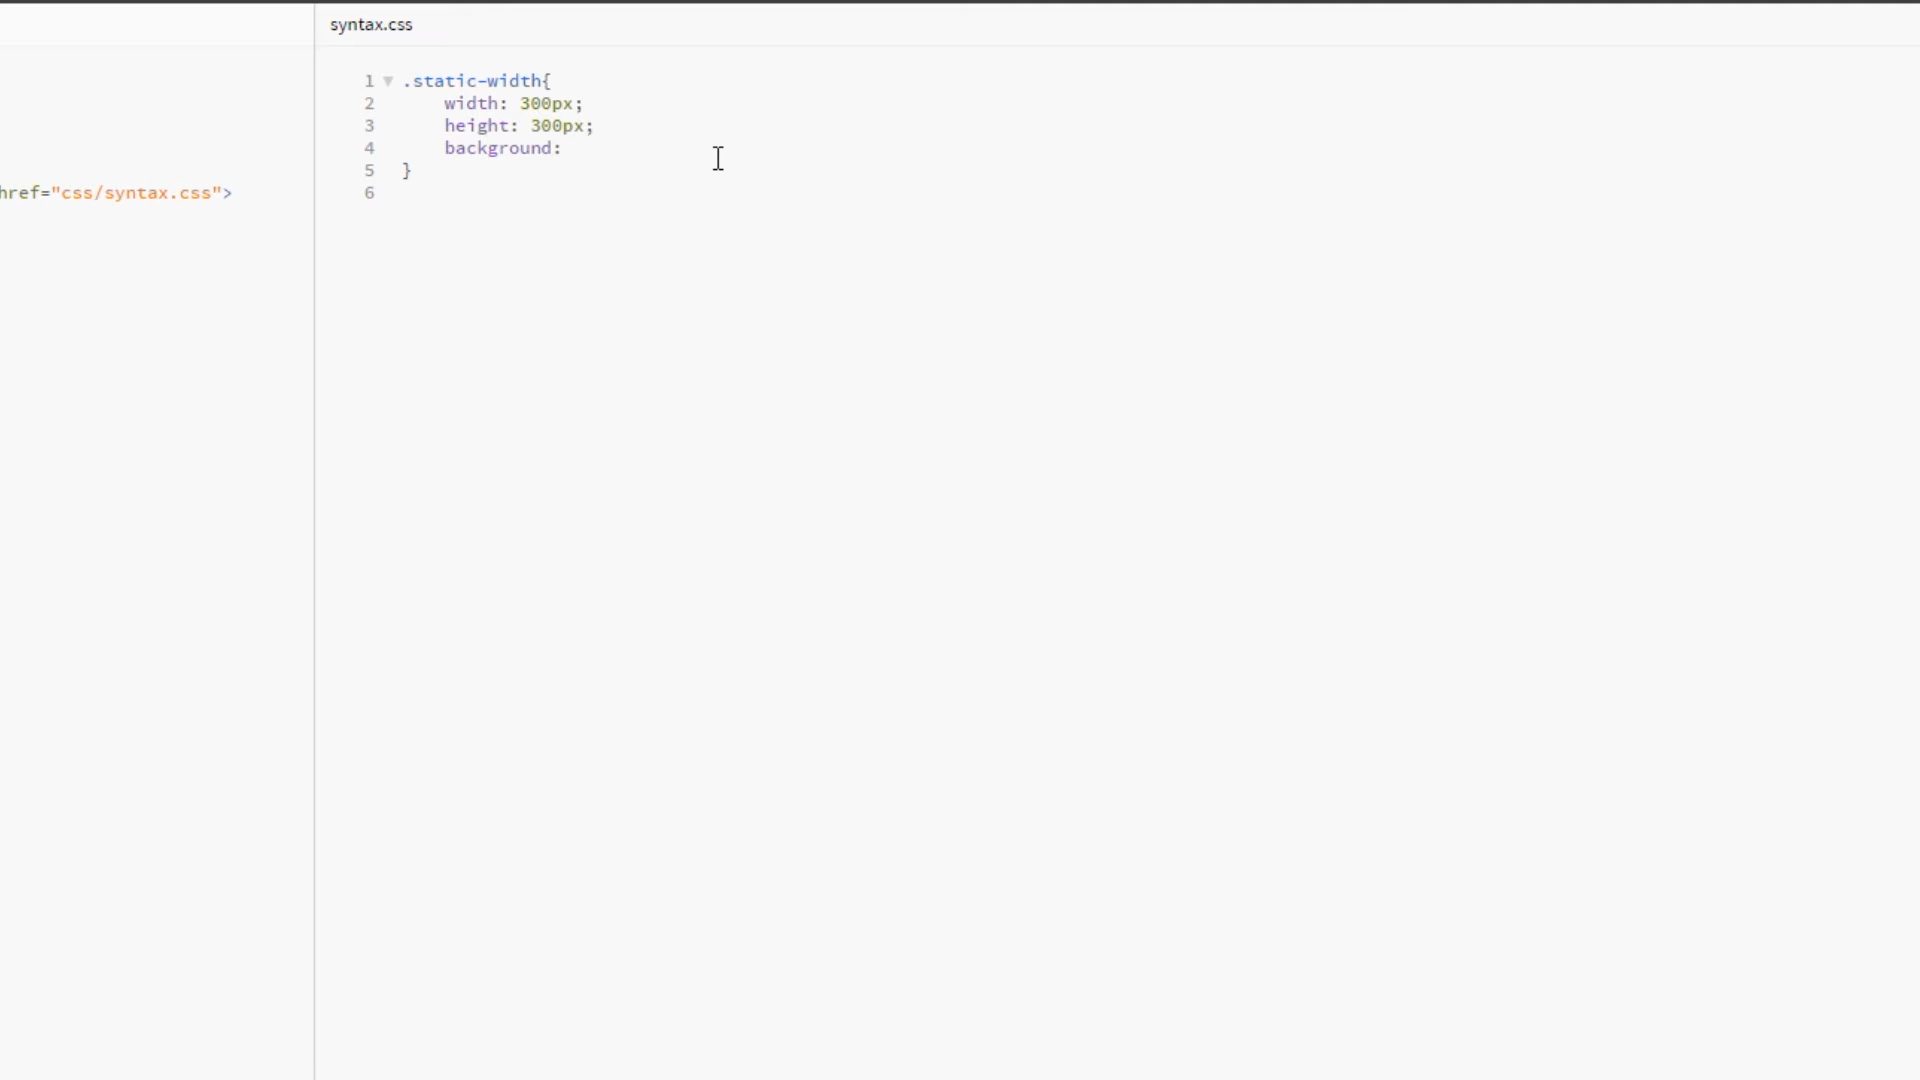 syntax.css
1 .static-width{
2 width: 300px;
3 height: 300px;
4 background:
5 }
6
href="css/syntax.css">